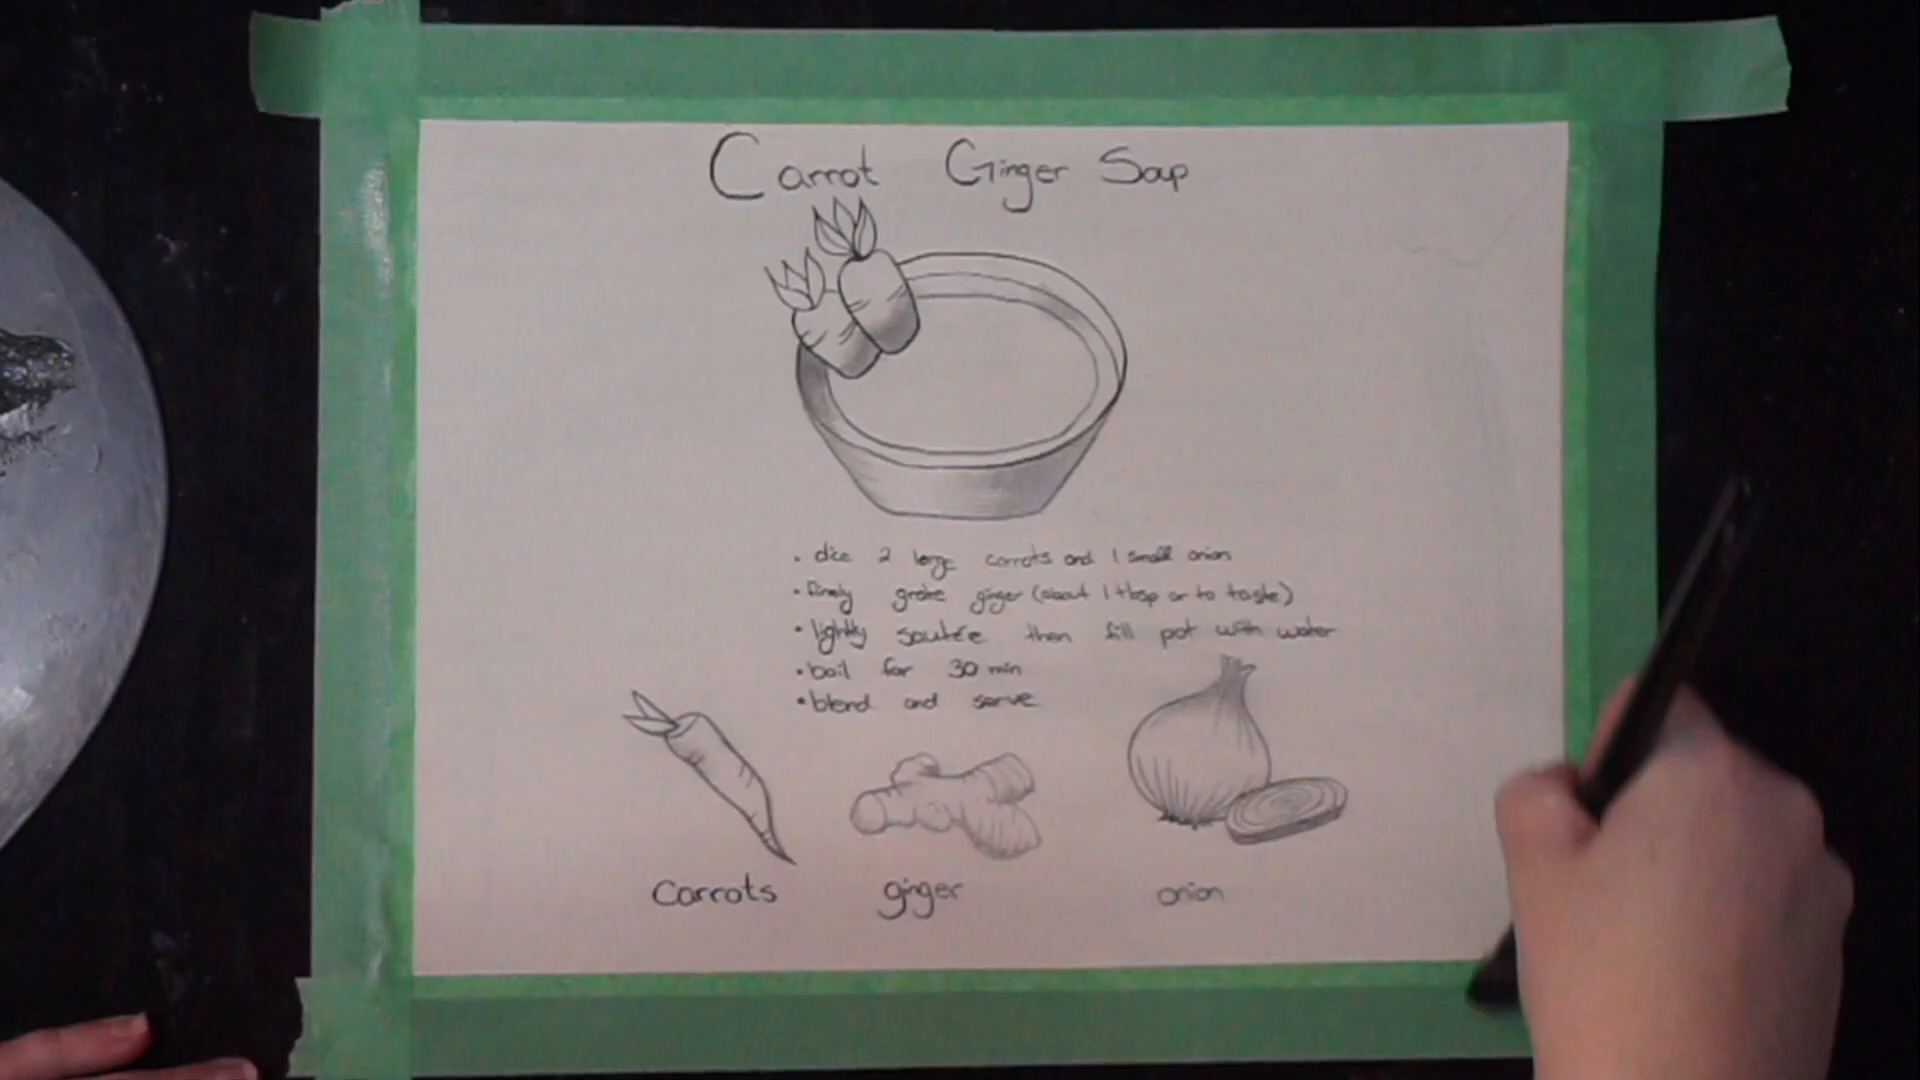 Carrot Ginger Soup
• dice 2 large carrots and 1 small onion
• finely grate ginger (about 1 tbsp or to taste)
• lightly sautée then fill pot with water
• boil for 30 min
• blend and serve
carrots ginger onion